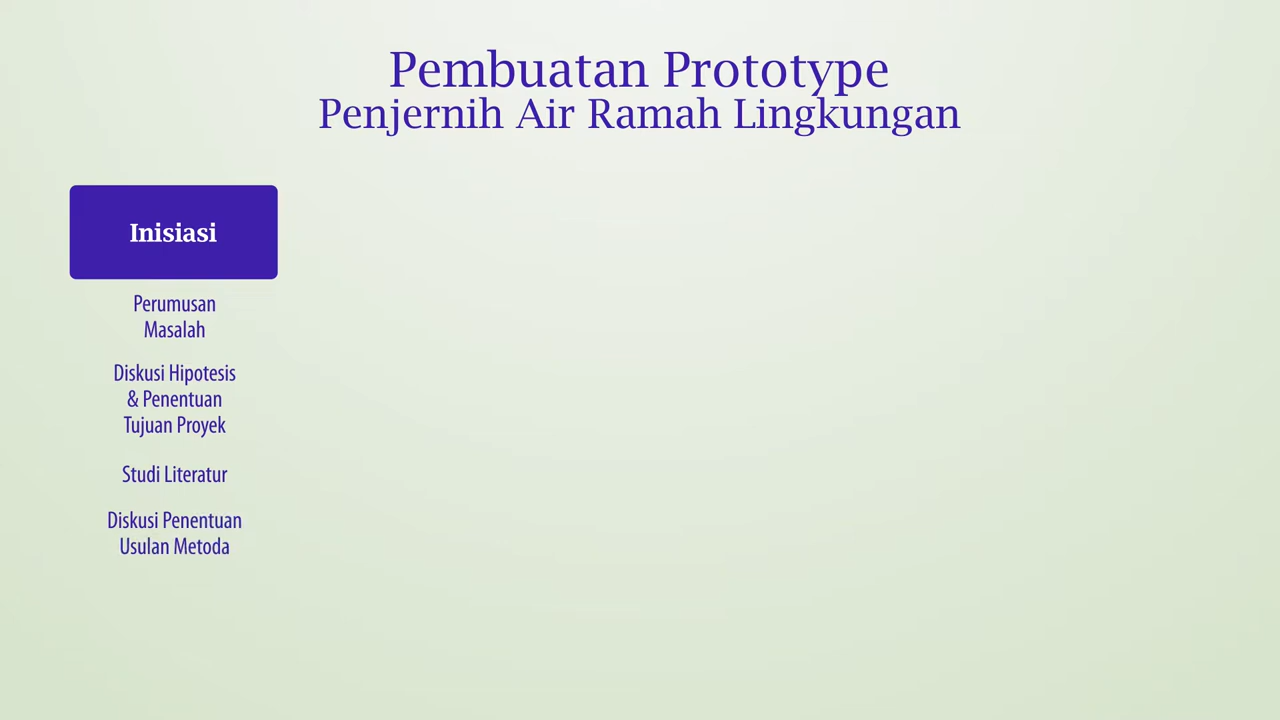 Pembuatan Prototype
Penjernih Air Ramah Lingkungan
Inisiasi
Perumusan
Masalah
Diskusi Hipotesis
& Penentuan
Tujuan Proyek
Studi Literatur
Diskusi Penentuan
Usulan Metoda